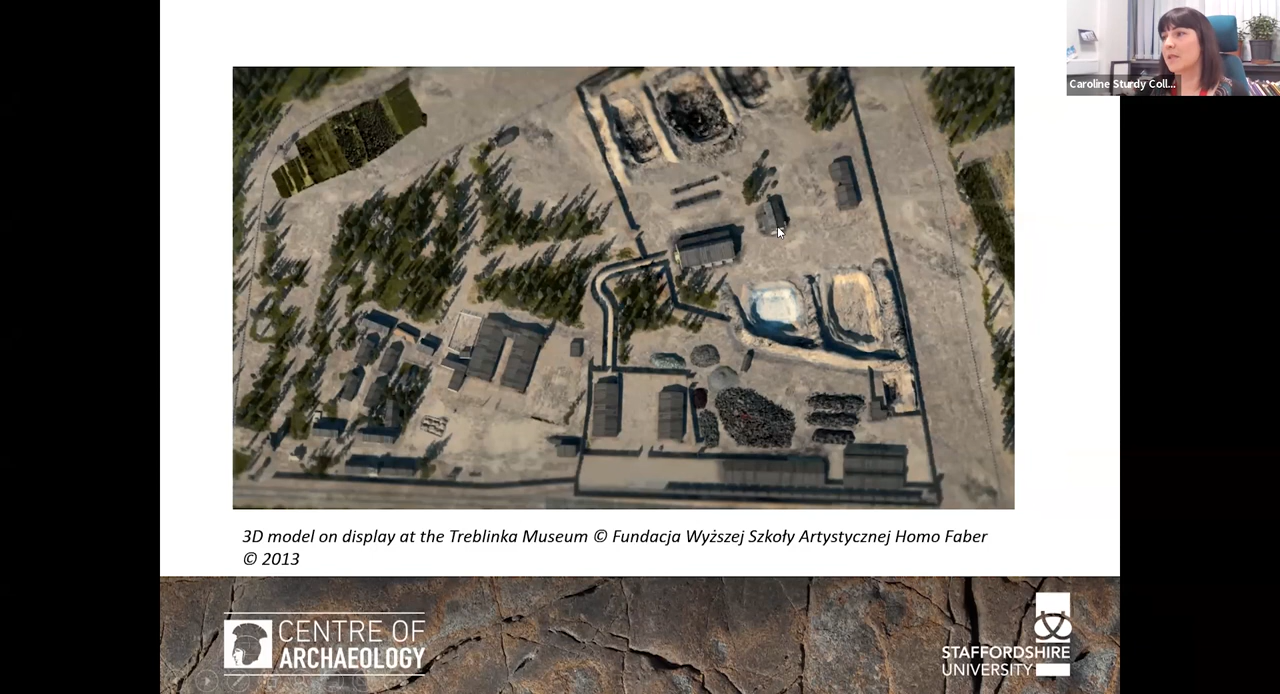 Caroline Sturdy Coll...
3D model on display at the Treblinka Museum © Fundacja Wyższej Szkoły Artystycznej Homo Faber
© 2013
CENTRE OF
ARCHAEOLOGY
STAFFORDSHIRE
UNIVERSITY